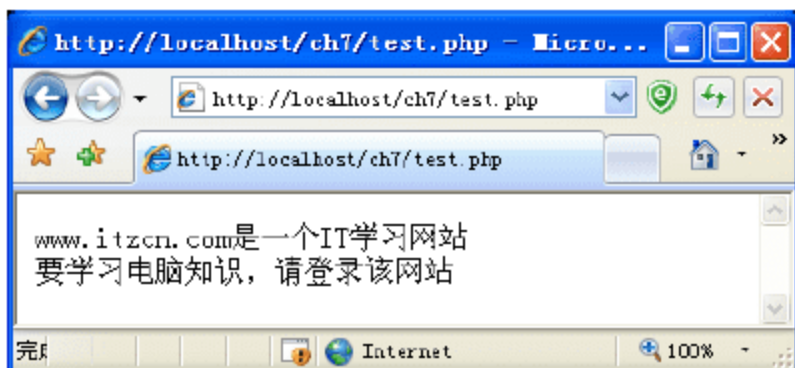 http://localhost/ch7/test.php - Micro...
http://localhost/ch7/test.php
http://localhost/ch7/test.php
www.itzcn.com是一个IT学习网站
要学习电脑知识，请登录该网站
完成 Internet 100%